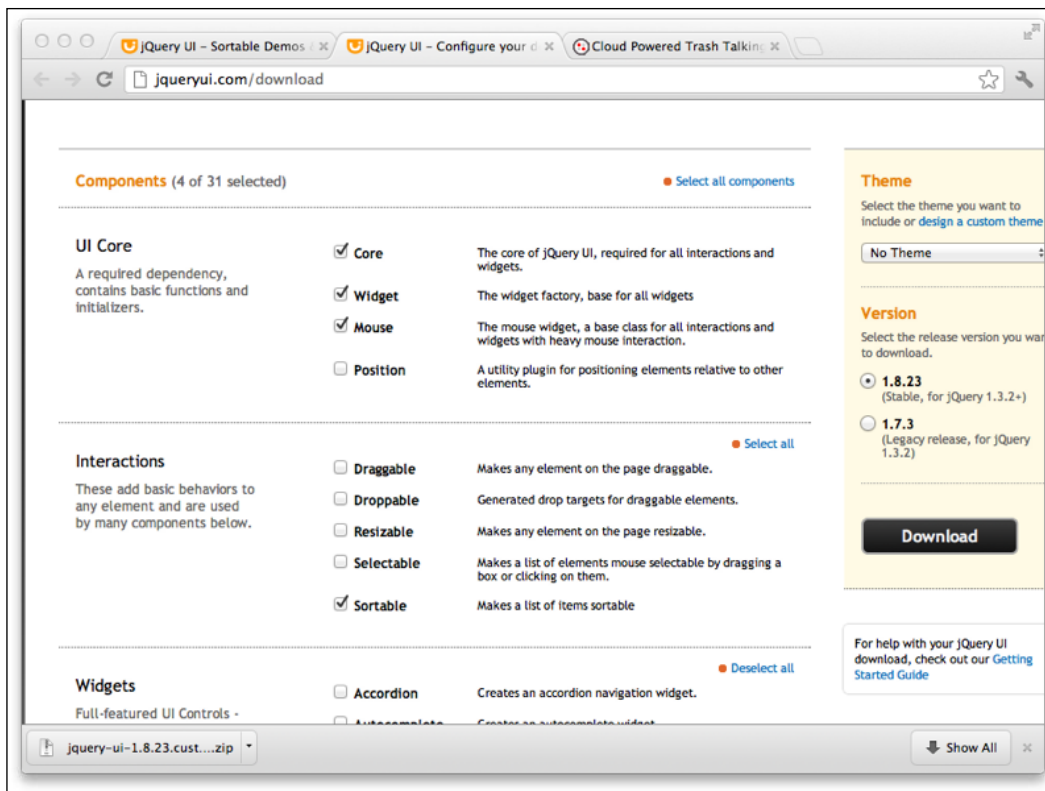 jQuery UI - Sortable Demos &
jQuery UI - Configure your d
Cloud Powered Trash Talking
jqueryui.com/download
Components (4 of 31 selected)
Select all components
UI Core
A required dependency,
contains basic functions and
initializers.
Core
The core of jQuery UI, required for all interactions and
widgets.
Widget
The widget factory, base for all widgets
Mouse
The mouse widget, a base class for all interactions and
widgets with heavy mouse interaction.
Position
A utility plugin for positioning elements relative to other
elements.
Select all
Interactions
These add basic behaviors to
any element and are used
by many components below.
Draggable
Makes any element on the page draggable.
Droppable
Generated drop targets for draggable elements.
Resizable
Makes any element on the page resizable.
Selectable
Makes a list of elements mouse selectable by dragging a
box or clicking on them.
Sortable
Makes a list of items sortable
Deselect all
Widgets
Full-featured UI Controls -
Accordion
Creates an accordion navigation widget.
Autocomplete
Creates an autocomplete widget
Theme
Select the theme you want to
include or design a custom theme
No Theme
Version
Select the release version you wan
to download.
1.8.23
(Stable, for jQuery 1.3.2+)
1.7.3
(Legacy release, for jQuery
1.3.2)
Download
For help with your jQuery UI
download, check out our Getting
Started Guide
jquery-ui-1.8.23.cust....zip
Show All